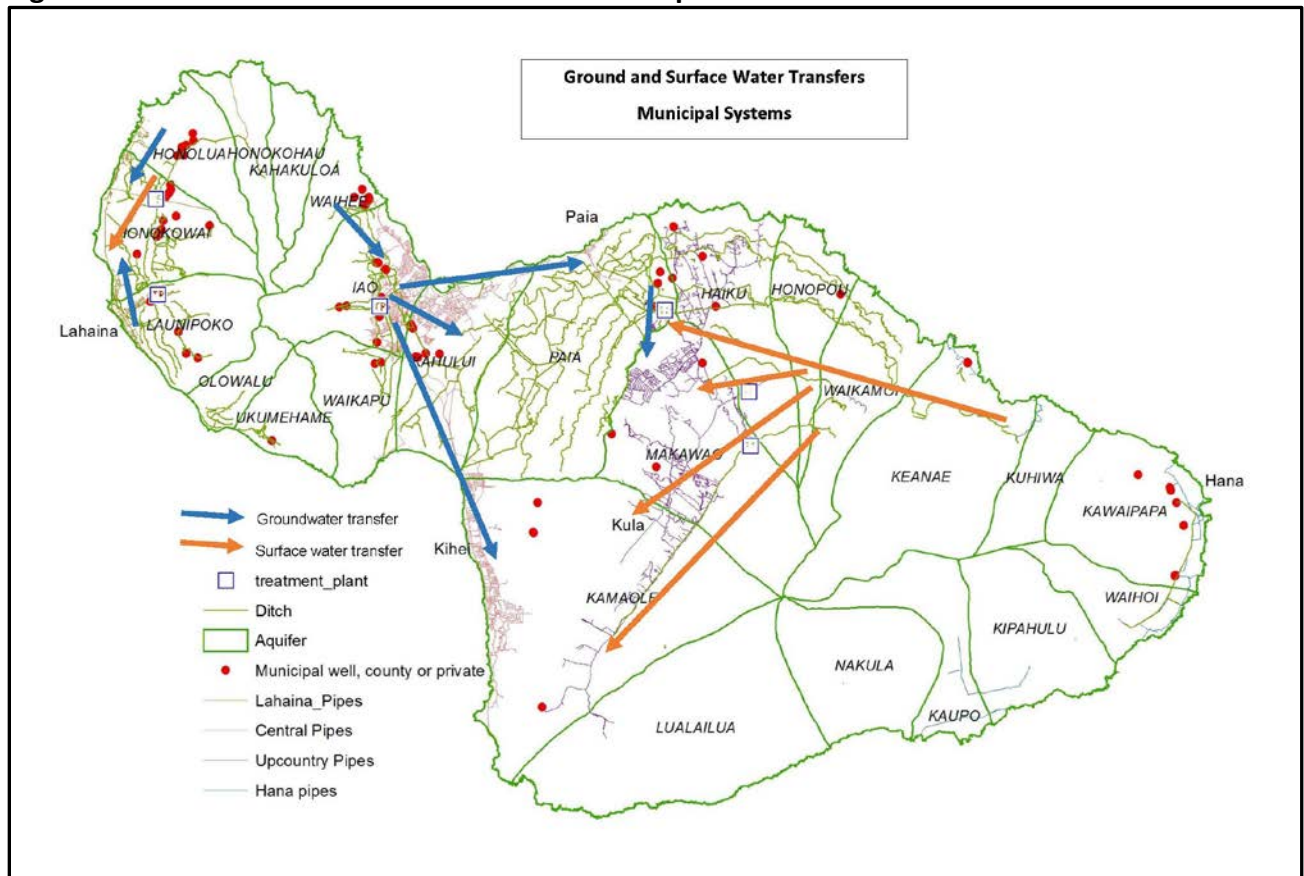 Ground and Surface Water Transfers
Municipal Systems
HONOLUA
HONOKOHAU
KAHAKULOA
WAIHEE
Paia
HONOKOWAI
IAO
HAIKU
HONOPOU
Lahaina
LAUNIPOKO
PAIA
KAHULUI
OLOWALU
WAIKAPU
WAIKAMOI
UKUMEHAME
MAKAWAO
KEANAE
KUHIWA
Hana
KAWAIPAPA
Kula
Kihei
KAMAOLE
WAIHOI
KIPAHULU
NAKULA
KAUPO
LUALAILUA
Groundwater transfer
Surface water transfer
treatment_plant
Ditch
Aquifer
Municipal well, county or private
Lahaina_Pipes
Central Pipes
Upcountry Pipes
Hana pipes